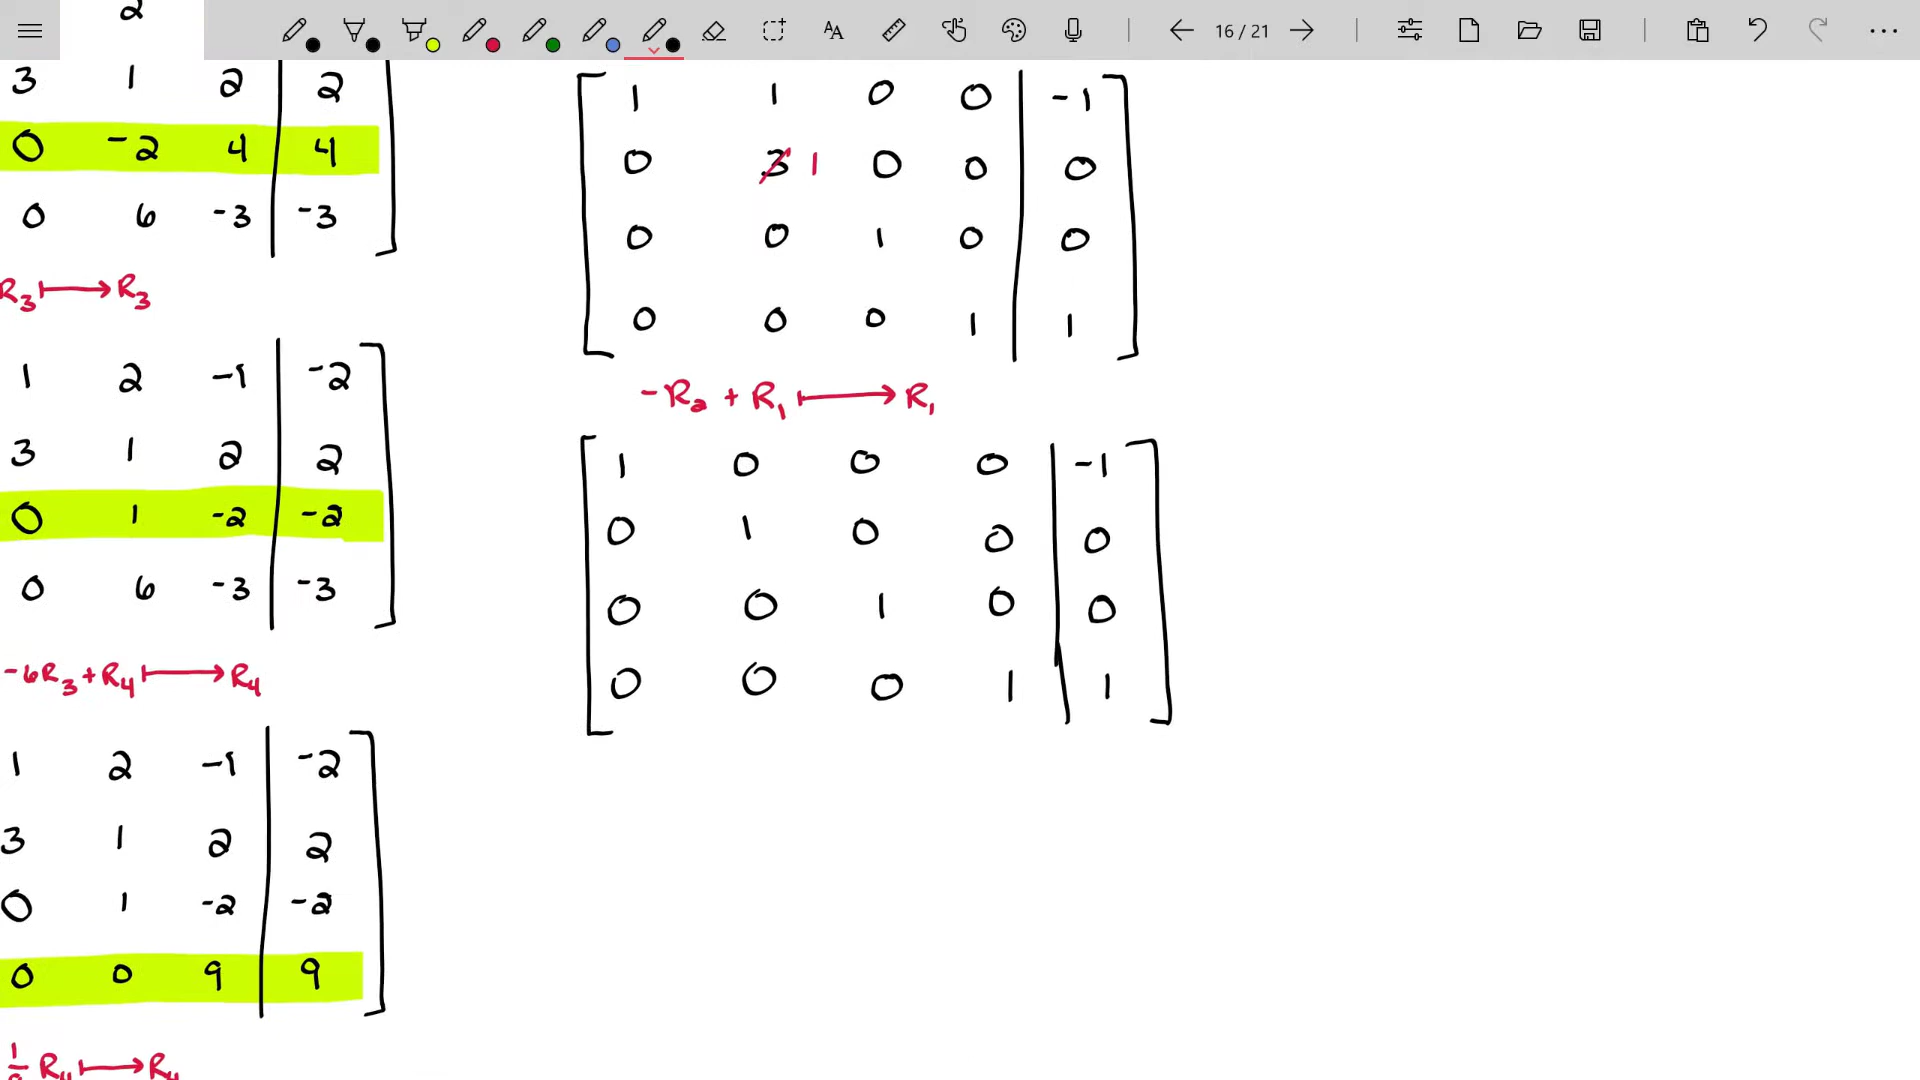 16 / 21
2
3 1 2 | 2
0 -2 4 | 4
0 6 -3 | -3
R3 ⟼ R3
1 2 -1 | -2
3 1 2 | 2
0 1 -2 | -2
0 6 -3 | -3
-6R3 + R4 ⟼ R4
1 2 -1 | -2
3 1 2 | 2
0 1 -2 | -2
0 0 9 | 9
R4 ⟼ R4
1 1 0 0 | -1
0 3 1 0 0 | 0
0 0 1 0 | 0
0 0 0 1 | 1
-R2 + R1 ⟼ R1
1 0 0 0 | -1
0 1 0 0 | 0
0 0 1 0 | 0
0 0 0 1 | 1